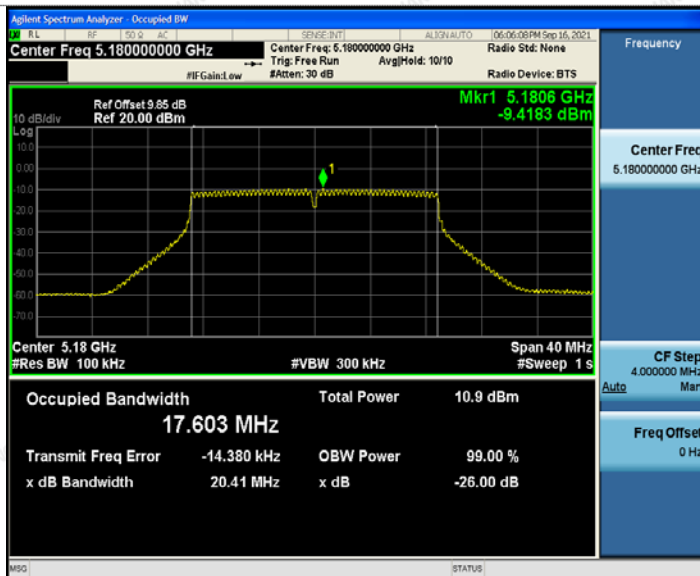 Agilent Spectrum Analyzer - Occupied BW
RL RF 50 Ω AC SENSE:INT ALIGNAUTO 06:06:08PM Sep 16, 2021
Center Freq 5.180000000 GHz
Center Freq: 5.180000000 GHz
Radio Std: None
Trig: Free Run Avg|Hold: 10/10
#IFGain:Low #Atten: 30 dB Radio Device: BTS
Frequency
Ref Offset 9.85 dB
Mkr1 5.1806 GHz
10 dB/div Ref 20.00 dBm -9.4183 dBm
Log
10.0
0.00
-10.0
-20.0
-30.0
-40.0
-50.0
-60.0
-70.0
1
Center 5.18 GHz Span 40 MHz
#Res BW 100 kHz #VBW 300 kHz #Sweep 1 s
Occupied Bandwidth Total Power 10.9 dBm
17.603 MHz
Transmit Freq Error -14.380 kHz OBW Power 99.00 %
x dB Bandwidth 20.41 MHz x dB -26.00 dB
Center Freq
5.180000000 GHz
CF Step
4.000000 MHz
Auto Man
Freq Offset
0 Hz
MSG STATUS